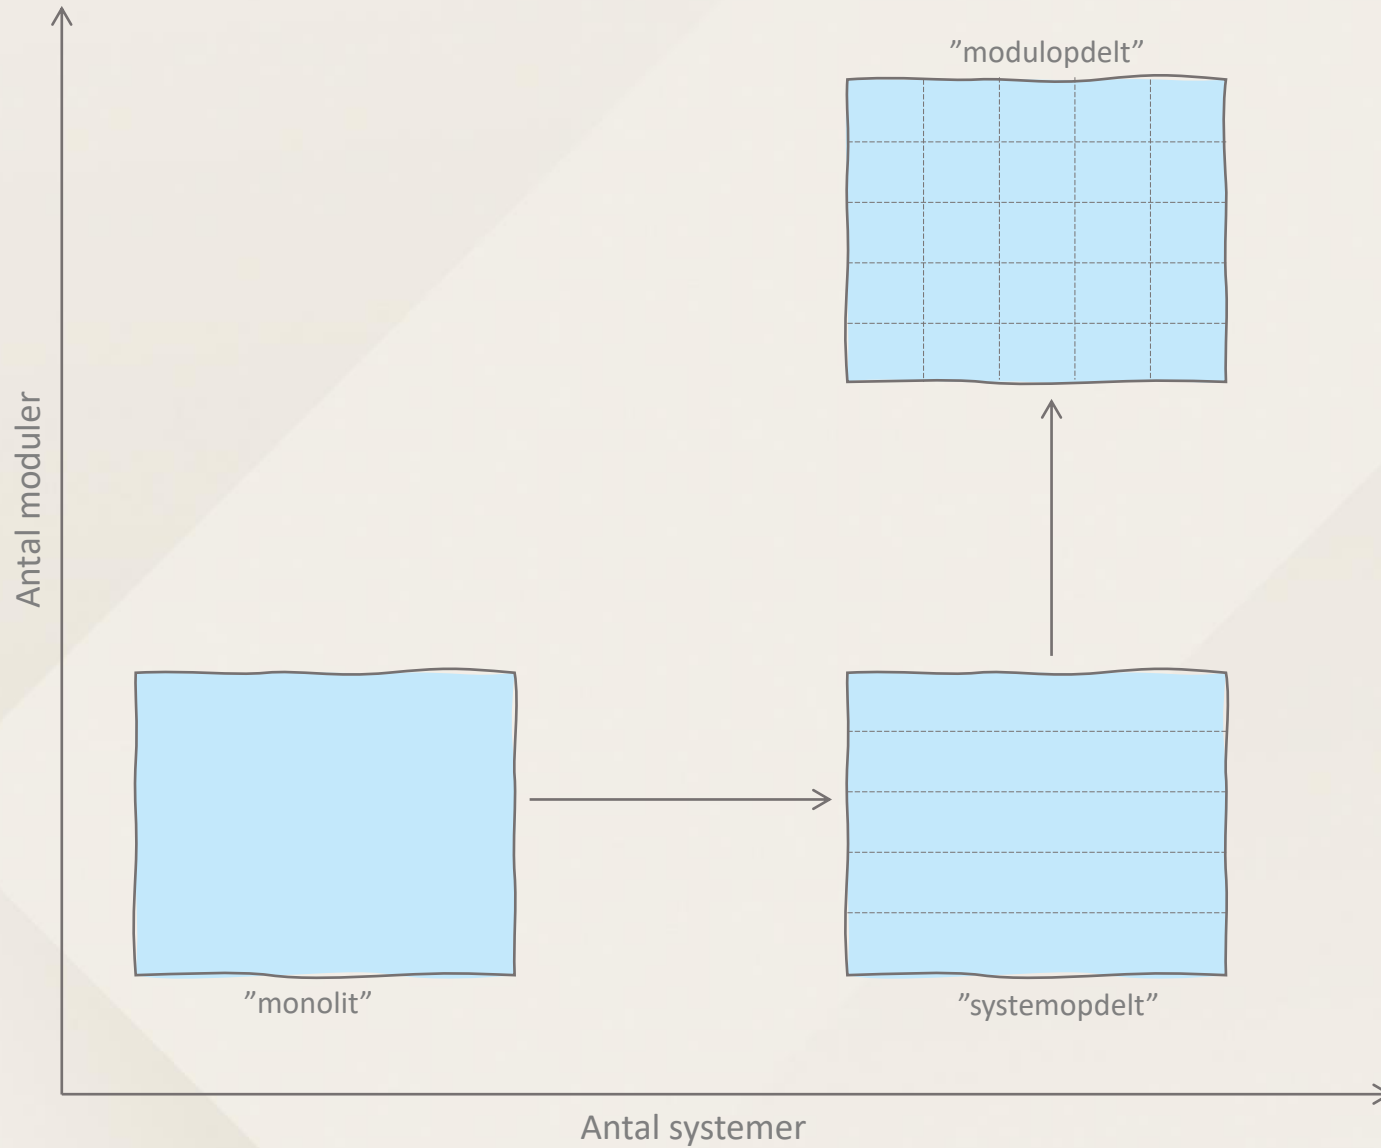 ”modulopdelt”
Antal moduler
”monolit”
”systemopdelt”
Antal systemer